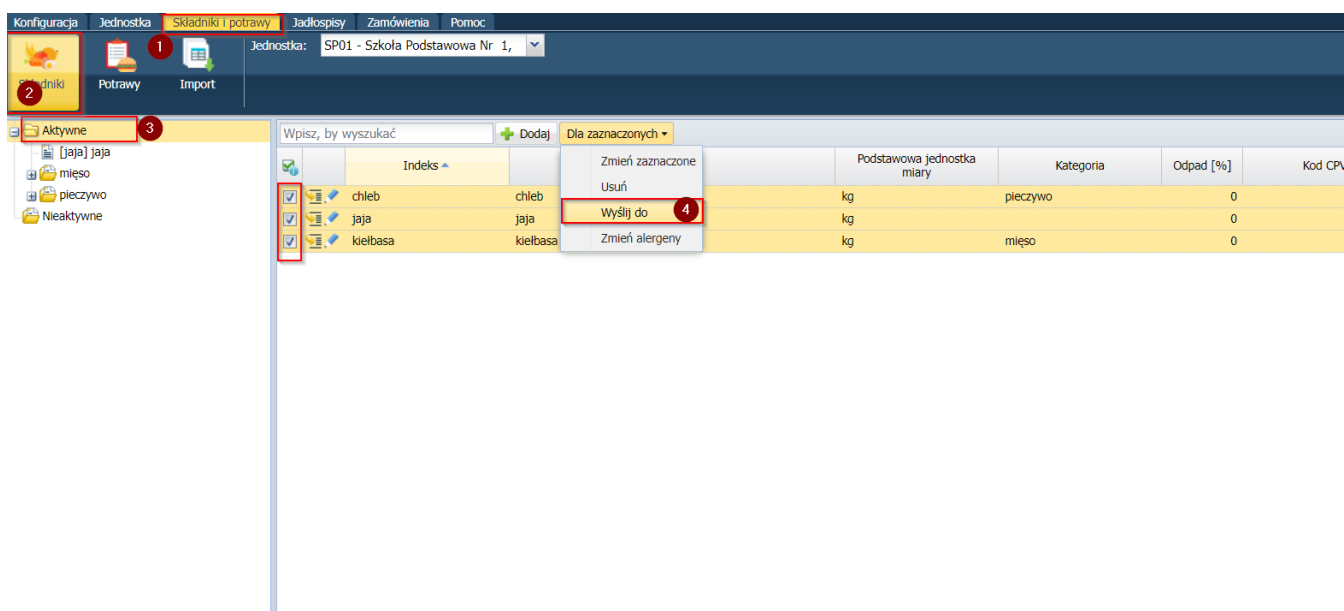 Konfiguracja Jednostka Składniki i potrawy Jadłospisy Zamówienia Pomoc
1 Jednostka: SP01 - Szkoła Podstawowa Nr 1,
Składniki Potrawy Import
2
Aktywne 3
[jaja] jaja
mięso
pieczywo
Nieaktywne
Wpisz, by wyszukać Dodaj Dla zaznaczonych
Indeks Podstawowa jednostka miary Kategoria Odpad [%] Kod CPV
Zmień zaznaczone
Usuń
Wyślij do 4
Zmień alergeny
chleb chleb kg pieczywo 0
jaja jaja kg 0
kiełbasa kiełbasa kg mięso 0